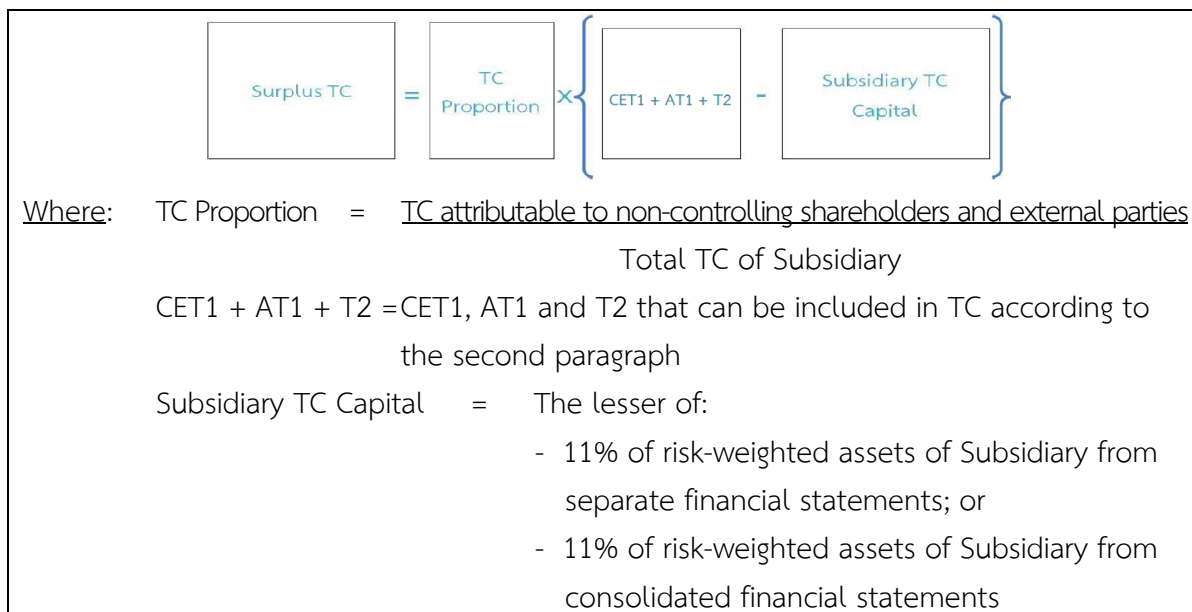 Surplus TC = TC Proportion × { CET1 + AT1 + T2 - Subsidiary TC Capital }
Where: TC Proportion = TC attributable to non-controlling shareholders and external parties
Total TC of Subsidiary
CET1 + AT1 + T2 =CET1, AT1 and T2 that can be included in TC according to
the second paragraph
Subsidiary TC Capital = The lesser of:
- 11% of risk-weighted assets of Subsidiary from
separate financial statements; or
- 11% of risk-weighted assets of Subsidiary from
consolidated financial statements